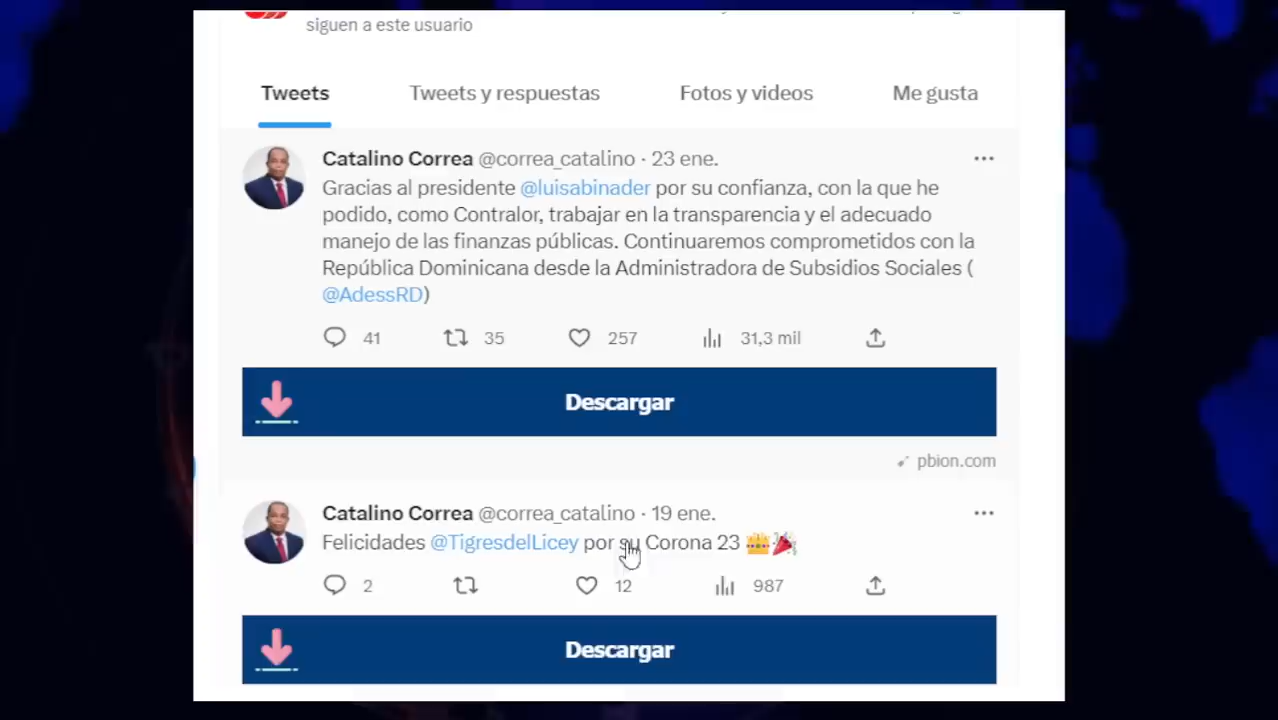 siguen a este usuario
Tweets Tweets y respuestas Fotos y videos Me gusta
Catalino Correa @correa_catalino · 23 ene.
Gracias al presidente @luisabinader por su confianza, con la que he
podido, como Contralor, trabajar en la transparencia y el adecuado
manejo de las finanzas públicas. Continuaremos comprometidos con la
República Dominicana desde la Administradora de Subsidios Sociales (
@AdessRD)
41 35 257 31,3 mil
Descargar
pbion.com
Catalino Correa @correa_catalino · 19 ene.
Felicidades @TigresdelLicey por su Corona 23 👑🎉
2 12 987
Descargar